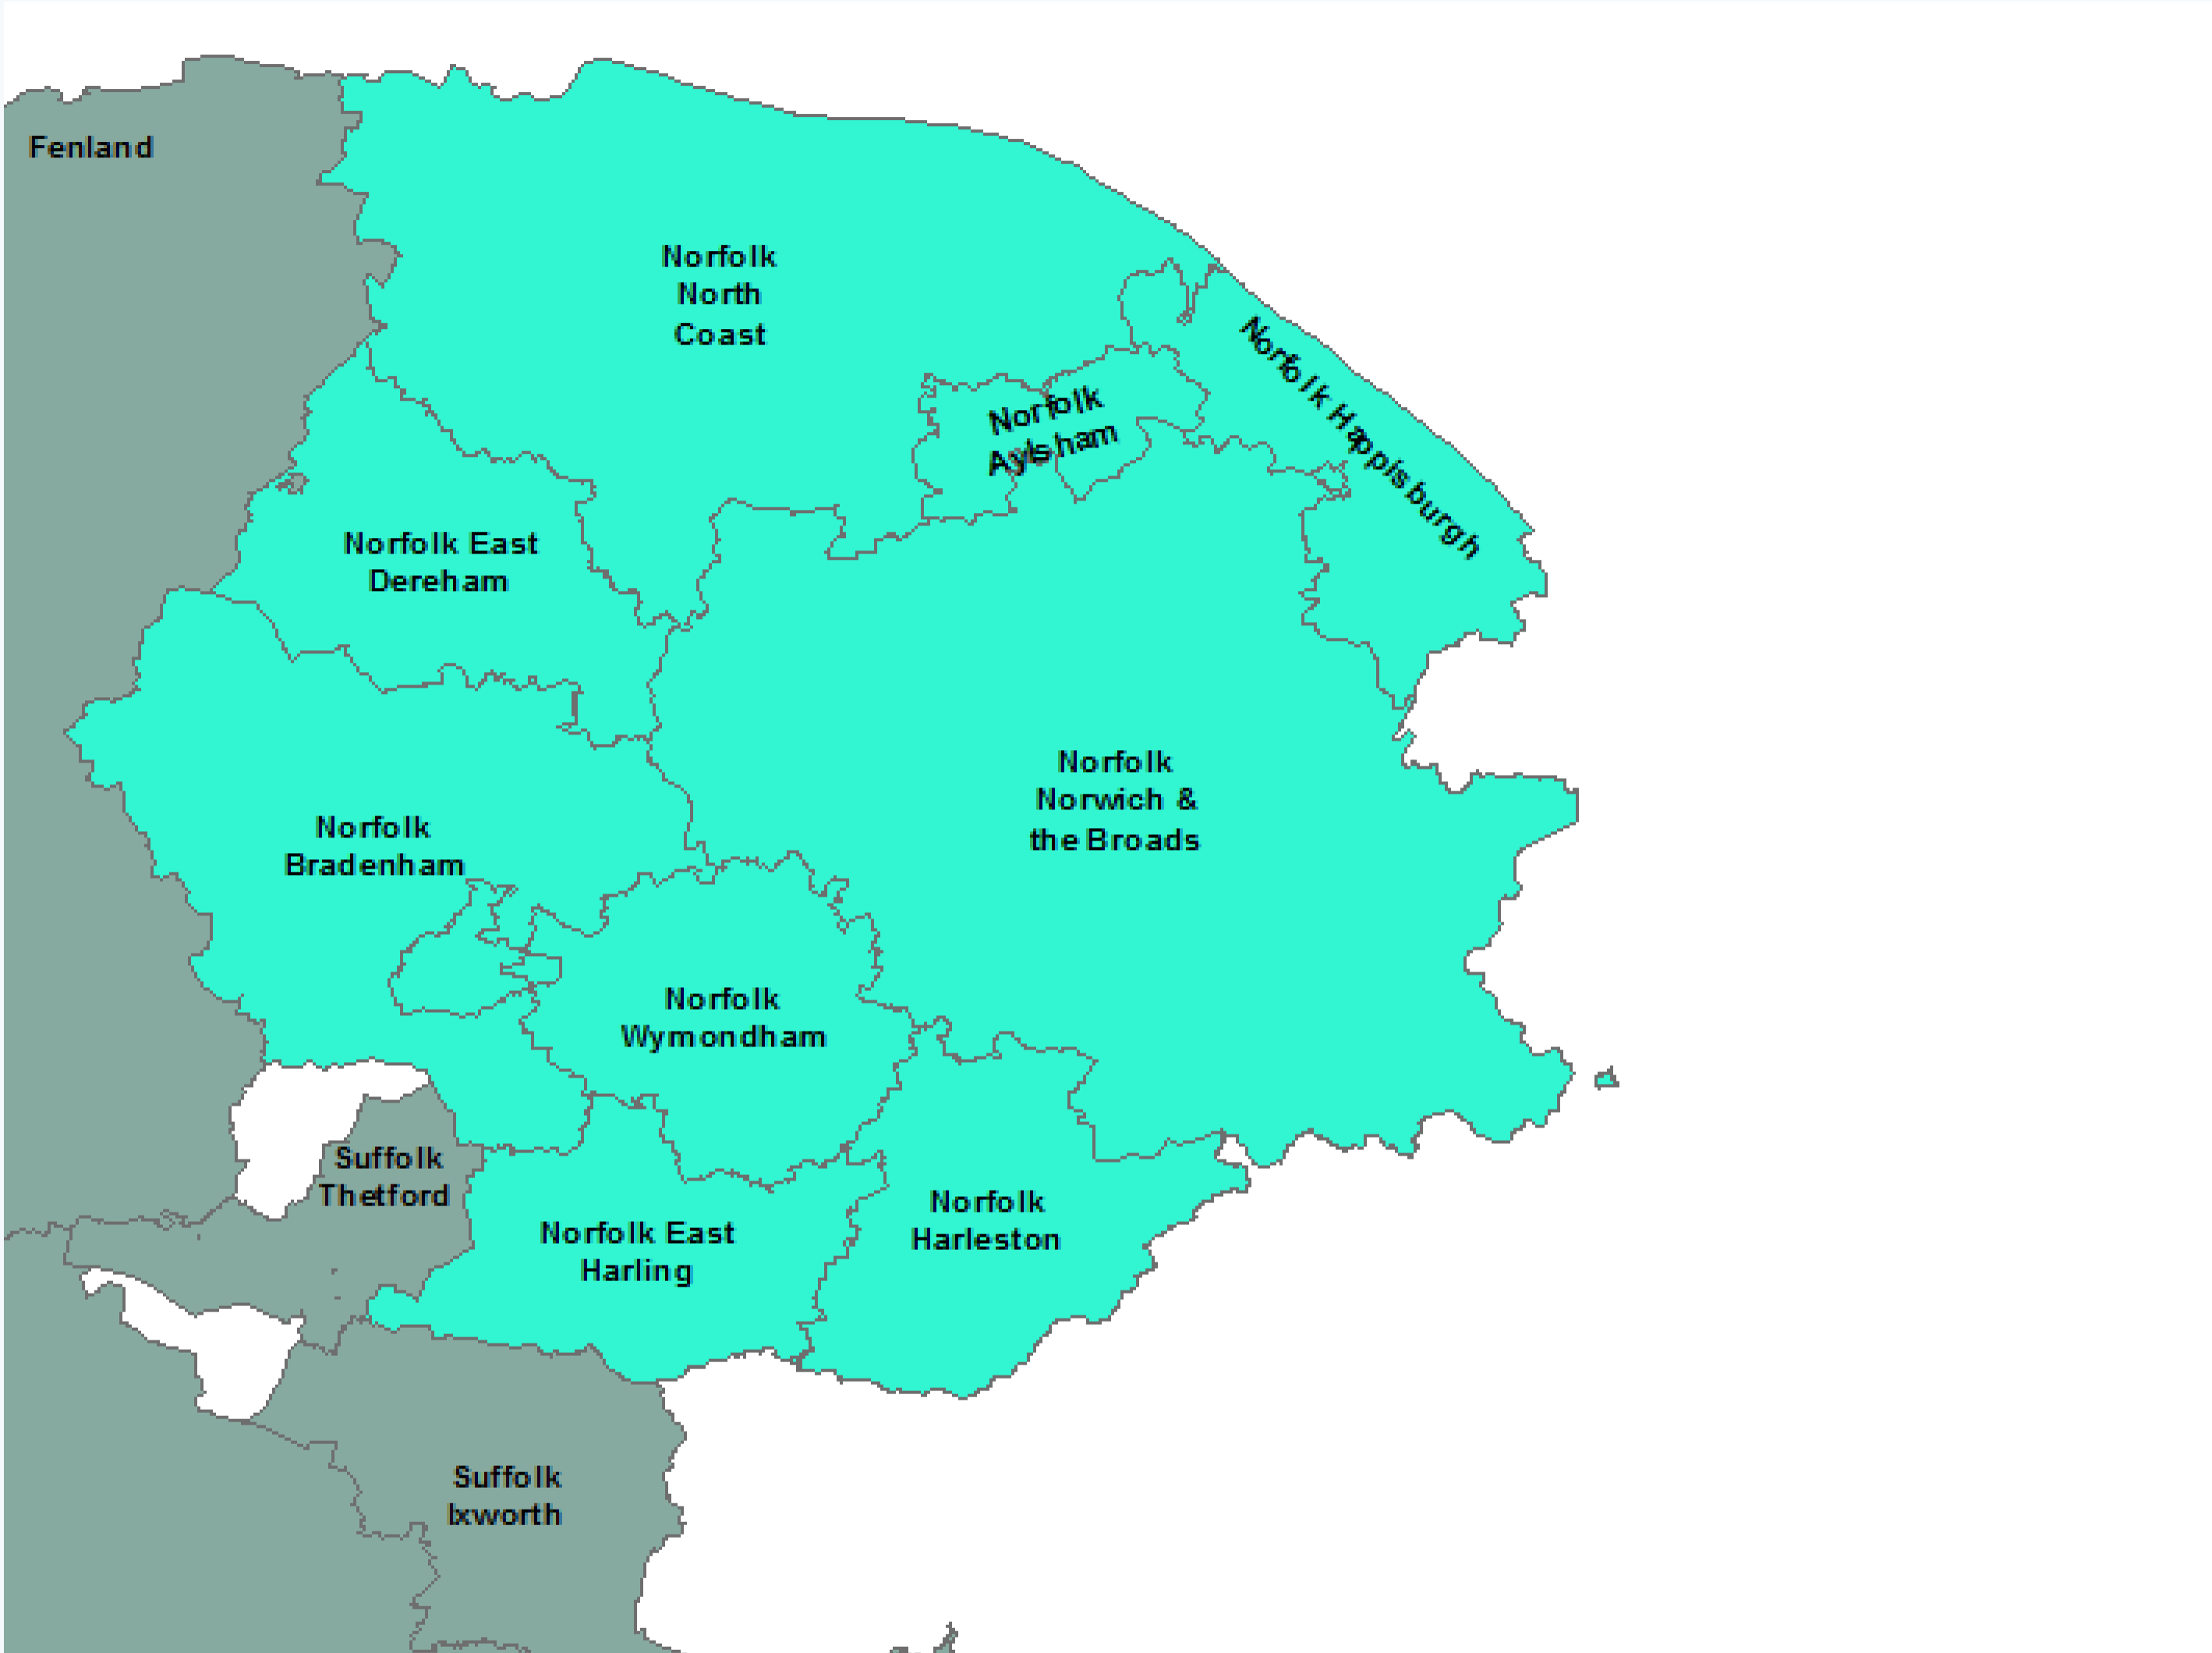 Fenland
Norfolk
North
Coast
Norfolk Happisburgh
Norfolk
Aylsham
Norfolk East
Dereham
Norfolk
Norwich &
the Broads
Norfolk
Bradenham
Norfolk
Wymondham
Suffolk
Thetford
Norfolk East
Harling
Norfolk
Harleston
Suffolk
Ixworth